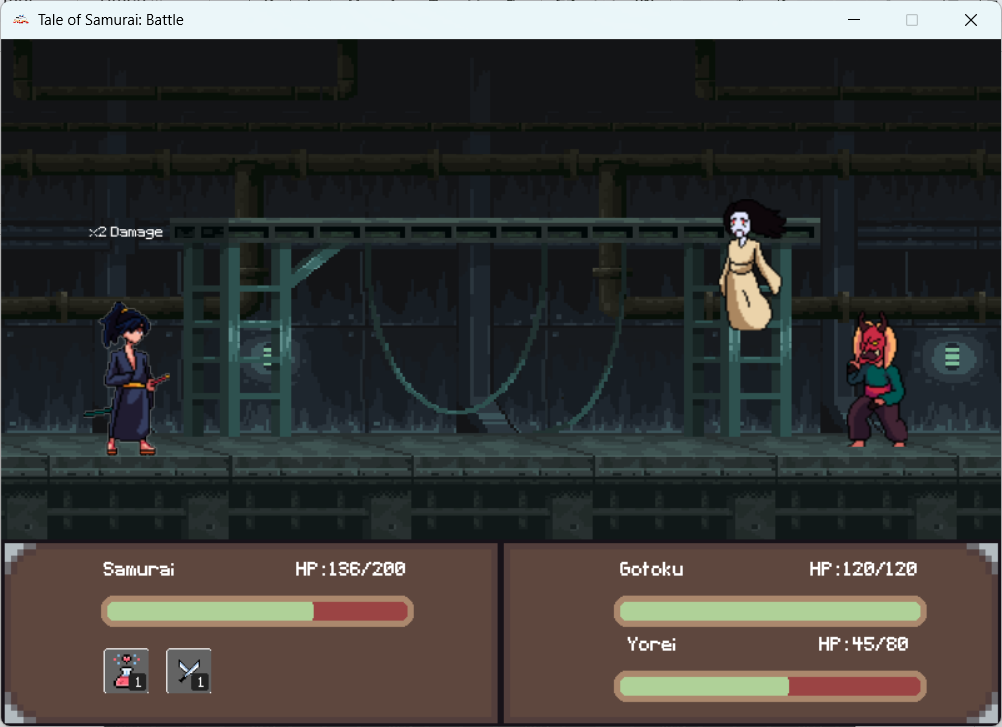 Tale of Samurai: Battle
x2 Damage
Samurai HP:136/200
1 1
Gotoku HP:120/120
Yorei HP:45/80